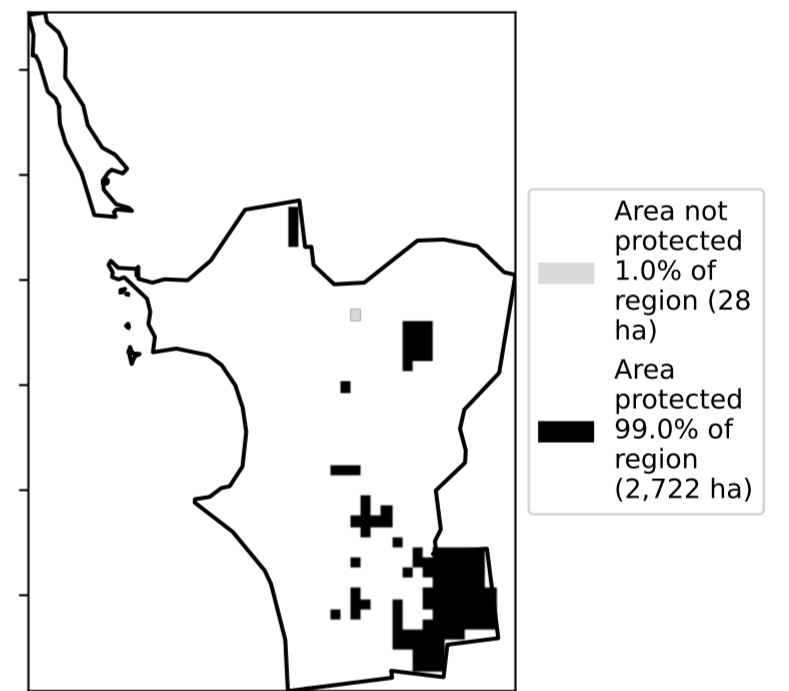 Area not
protected
1.0% of
region (28
ha)
Area
protected
99.0% of
region
(2,722 ha)